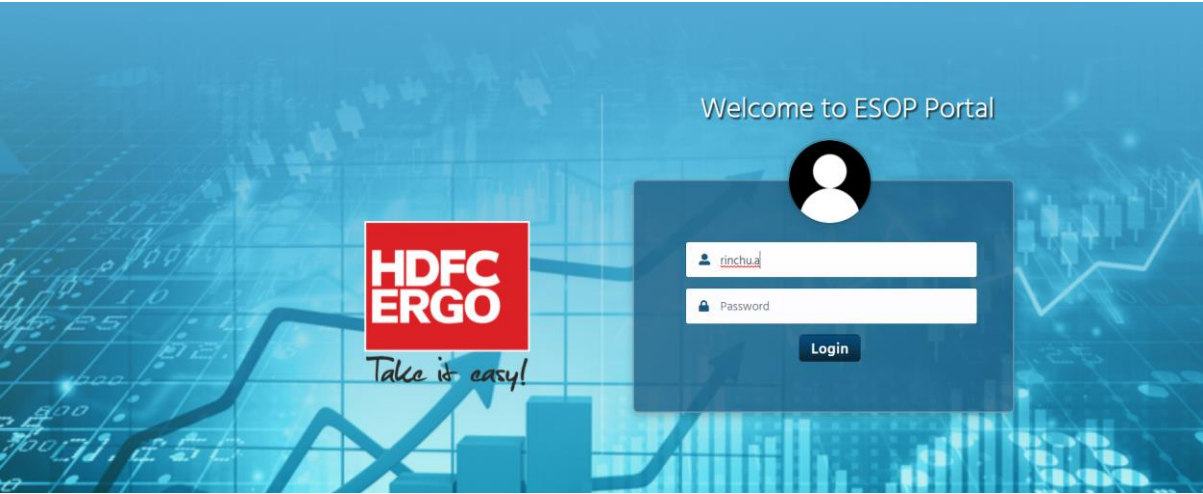 Welcome to ESOP Portal
HDFC
ERGO
Take it easy!
rinchu.a
Password
Login